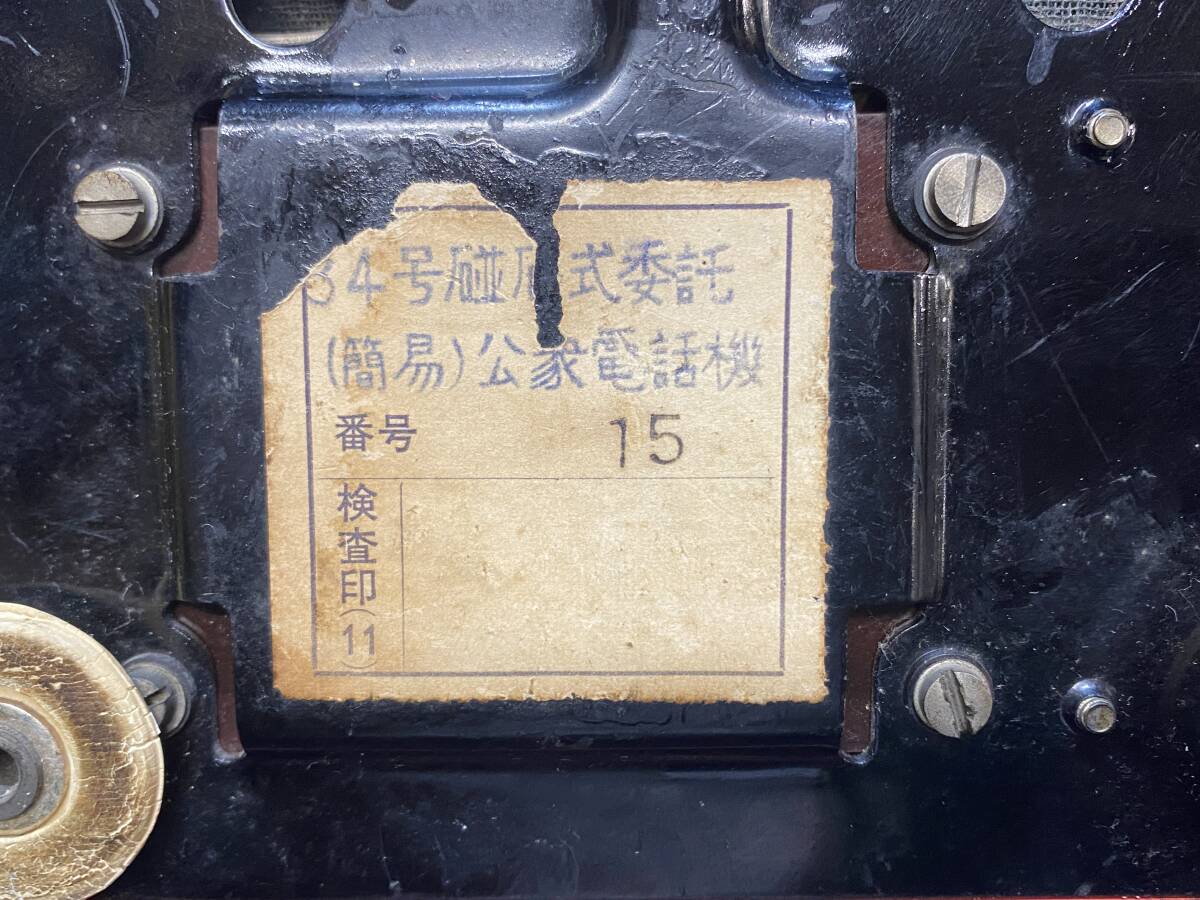 34号磁石式委託
(簡易)公衆電話機
番号 15
検査印(11)